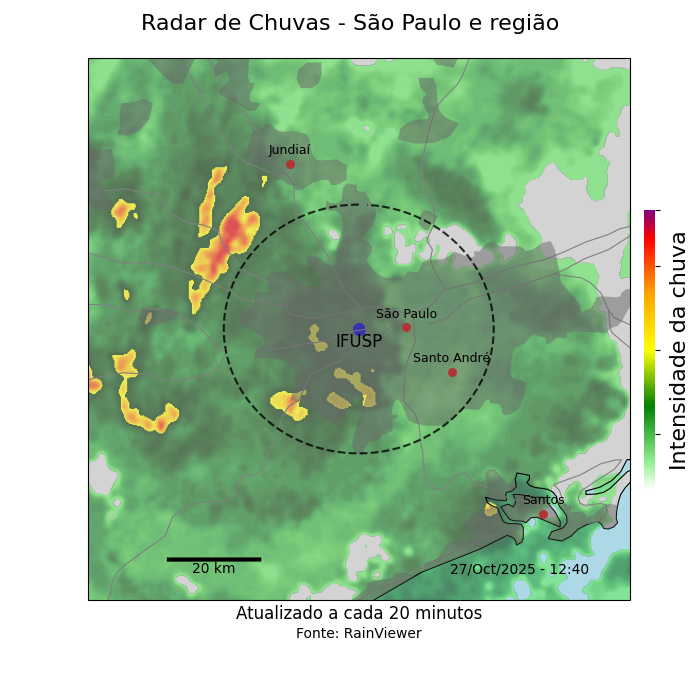 Radar de Chuvas - São Paulo e região
Jundiaí
São Paulo
IFUSP
Santo André
Santos
20 km
27/Oct/2025 - 12:40
Intensidade da chuva
Atualizado a cada 20 minutos
Fonte: RainViewer